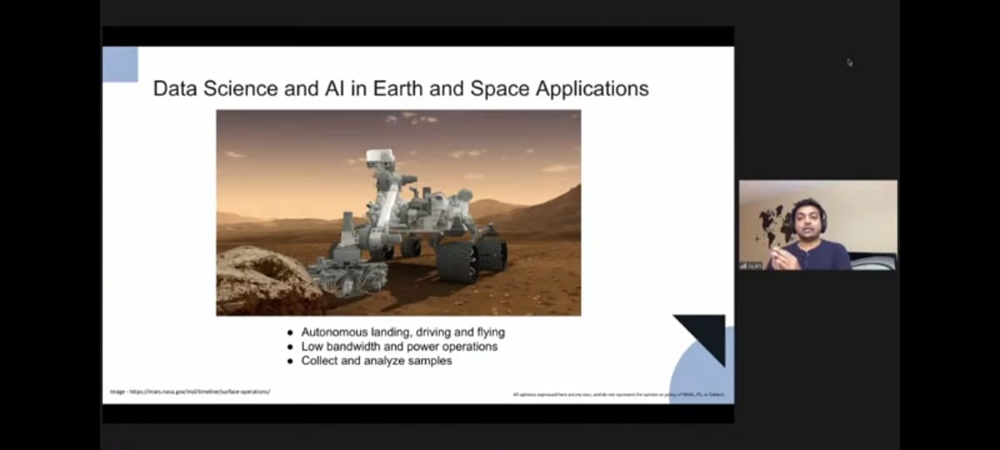 Data Science and AI in Earth and Space Applications
● Autonomous landing, driving and flying
● Low bandwidth and power operations
● Collect and analyze samples
Image - https://mars.nasa.gov/msl/timeline/surface-operations/
All opinions expressed here are my own, and do not represent the opinion or policy of NASA, JPL, or Caltech